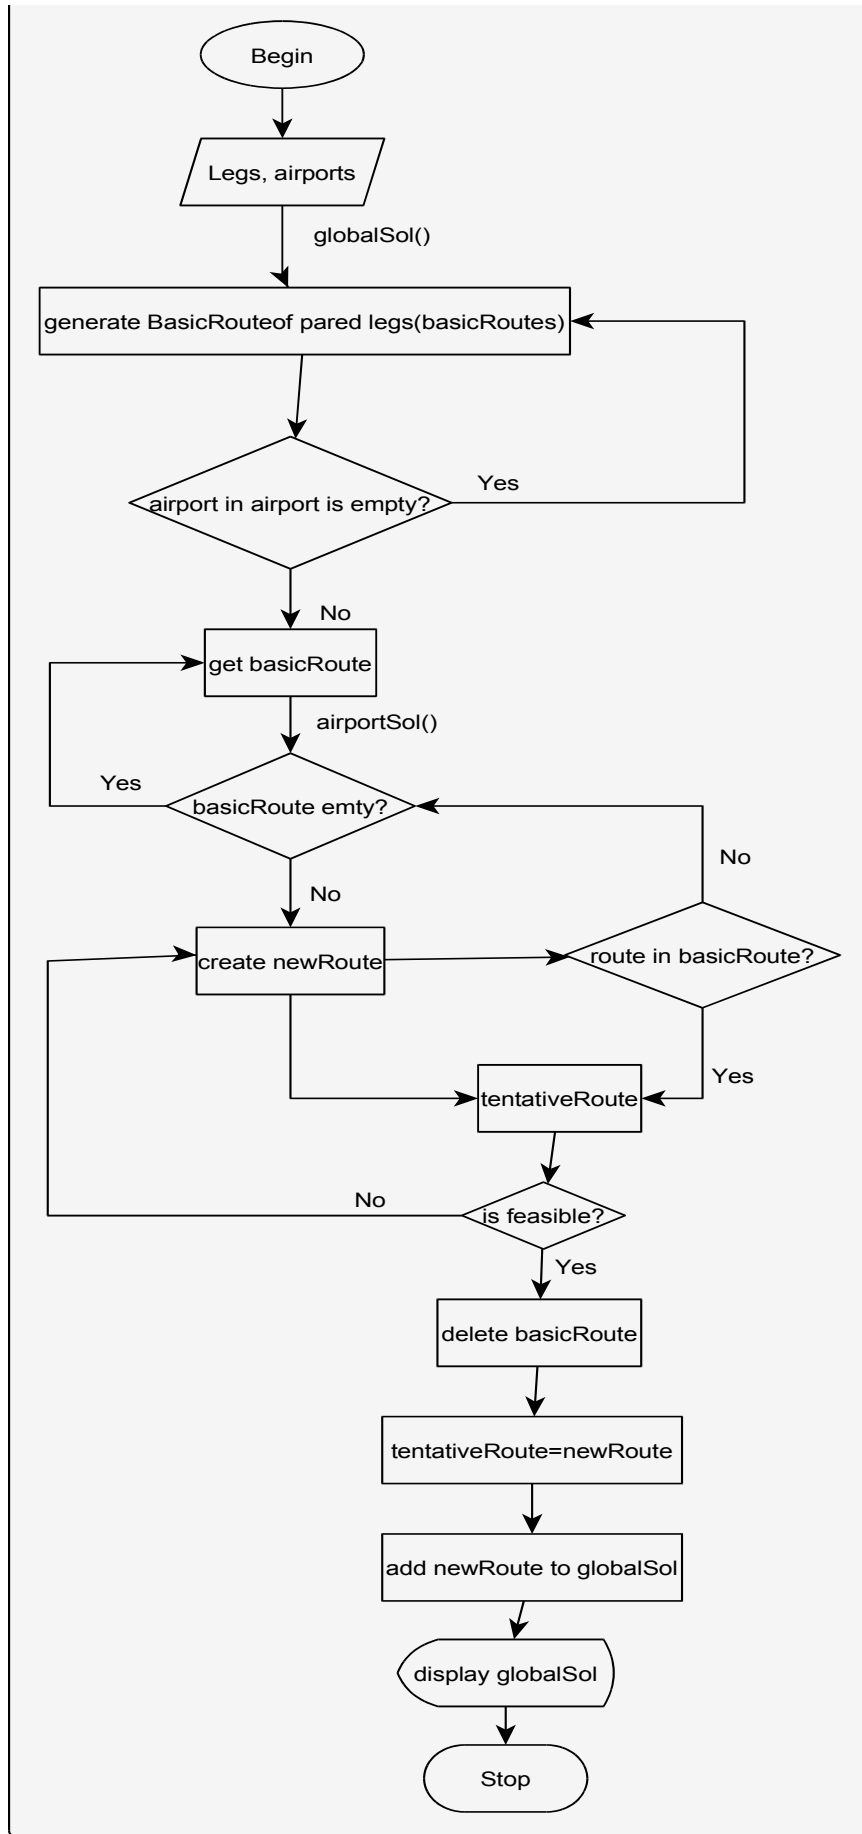 Begin
Legs, airports
globalSol()
generate BasicRouteof pared legs(basicRoutes)
airport in airport is empty?
Yes
No
get basicRoute
airportSol()
Yes
basicRoute emty?
No
No
create newRoute
route in basicRoute?
Yes
tentativeRoute
No
is feasible?
Yes
delete basicRoute
tentativeRoute=newRoute
add newRoute to globalSol
display globalSol
Stop